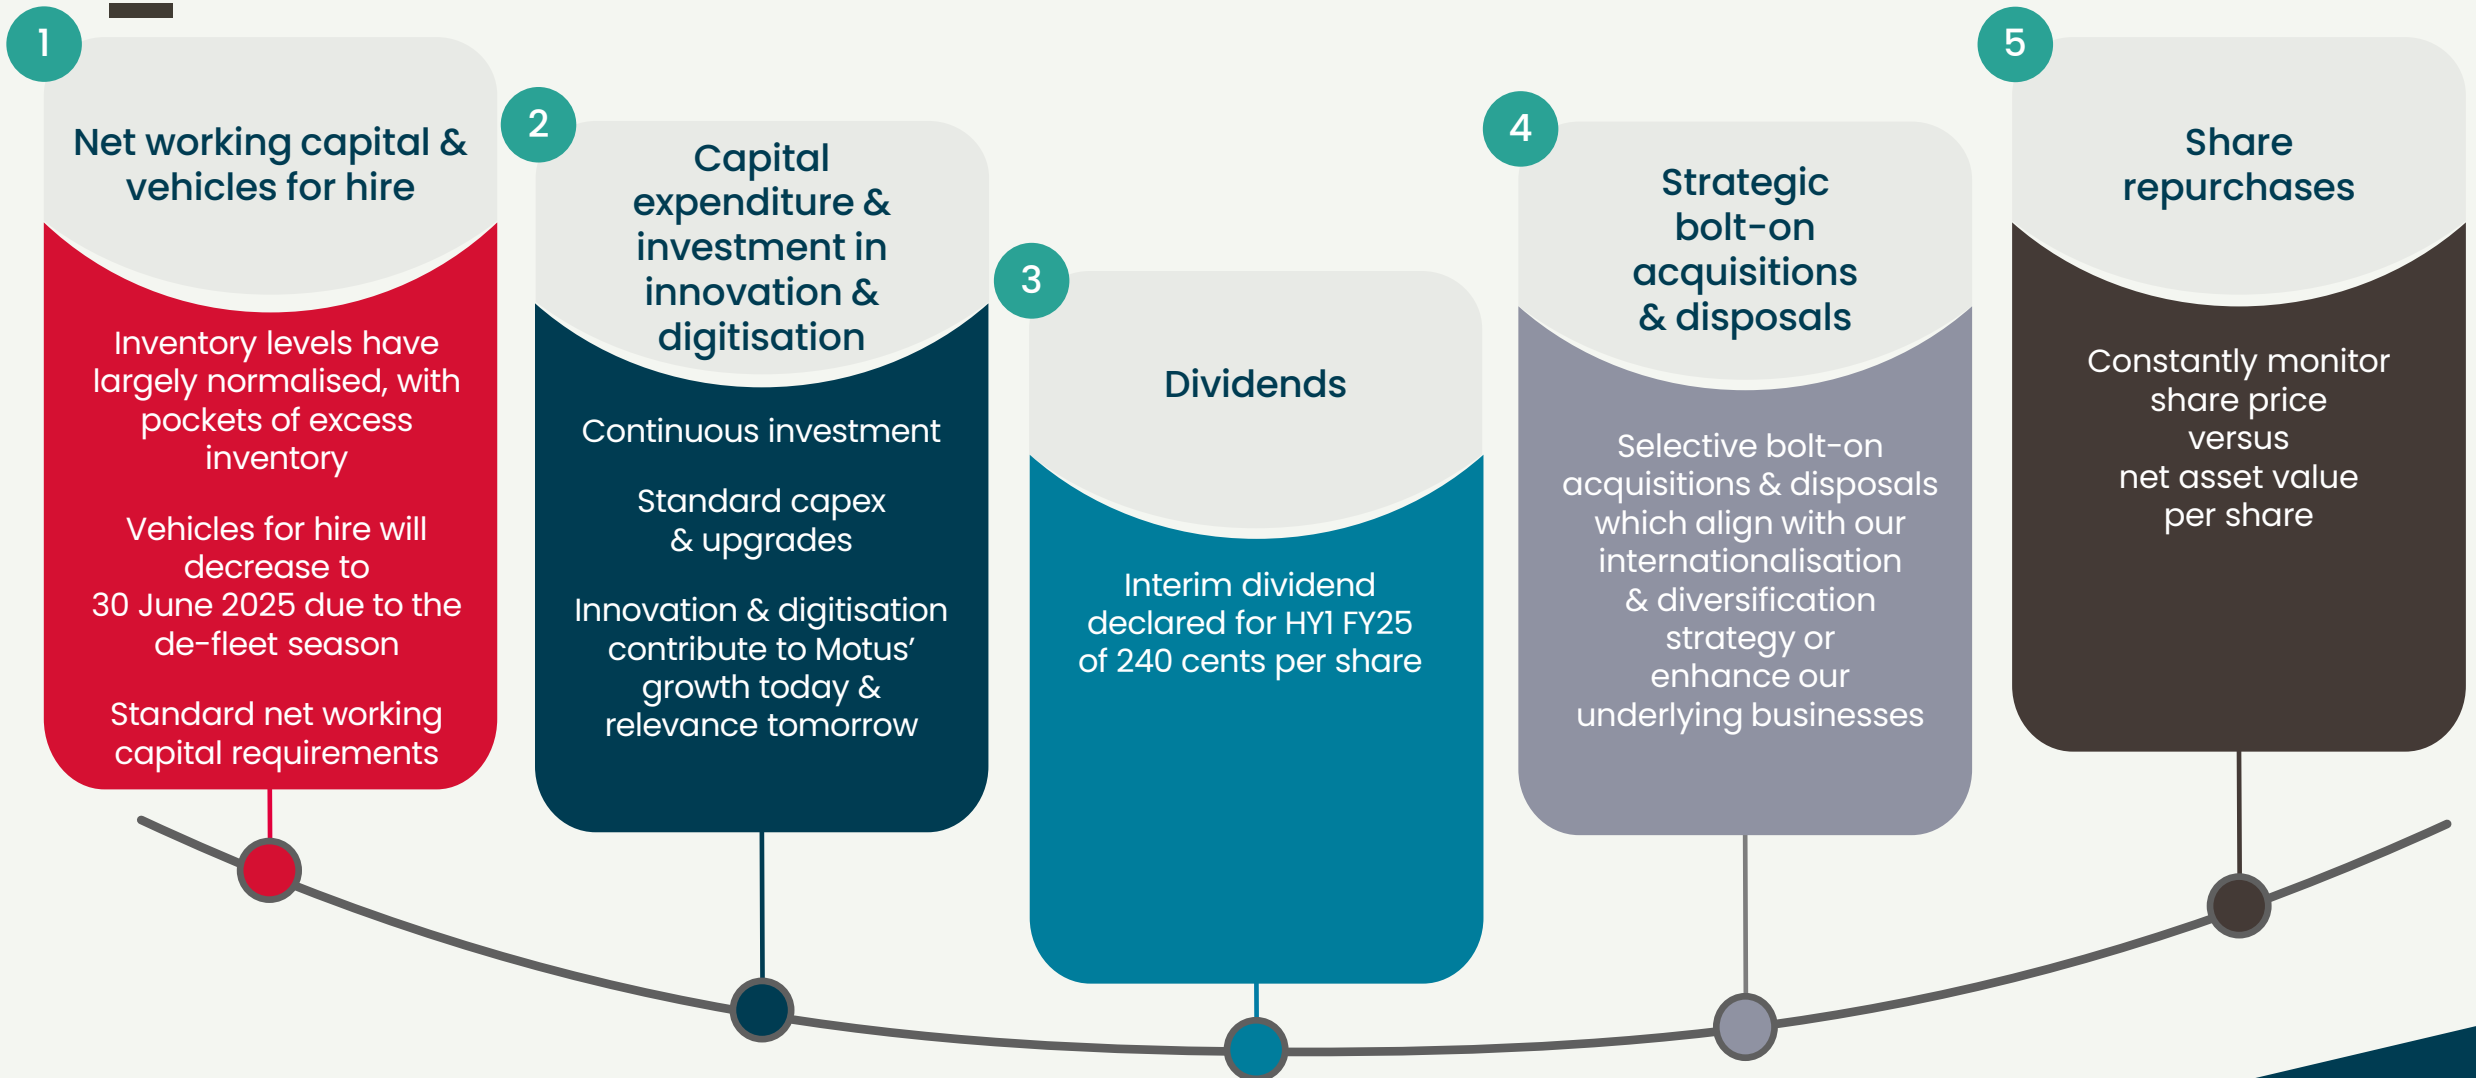 1
Net working capital &
vehicles for hire
Inventory levels have
largely normalised, with
pockets of excess
inventory
Vehicles for hire will
decrease to
30 June 2025 due to the
de-fleet season
Standard net working
capital requirements
2
Capital
expenditure &
investment in
innovation &
digitisation
Continuous investment
Standard capex
& upgrades
Innovation & digitisation
contribute to Motus’
growth today &
relevance tomorrow
3
Dividends
Interim dividend
declared for HY1 FY25
of 240 cents per share
4
Strategic
bolt-on
acquisitions
& disposals
Selective bolt-on
acquisitions & disposals
which align with our
internationalisation
& diversification
strategy or
enhance our
underlying businesses
5
Share
repurchases
Constantly monitor
share price
versus
net asset value
per share